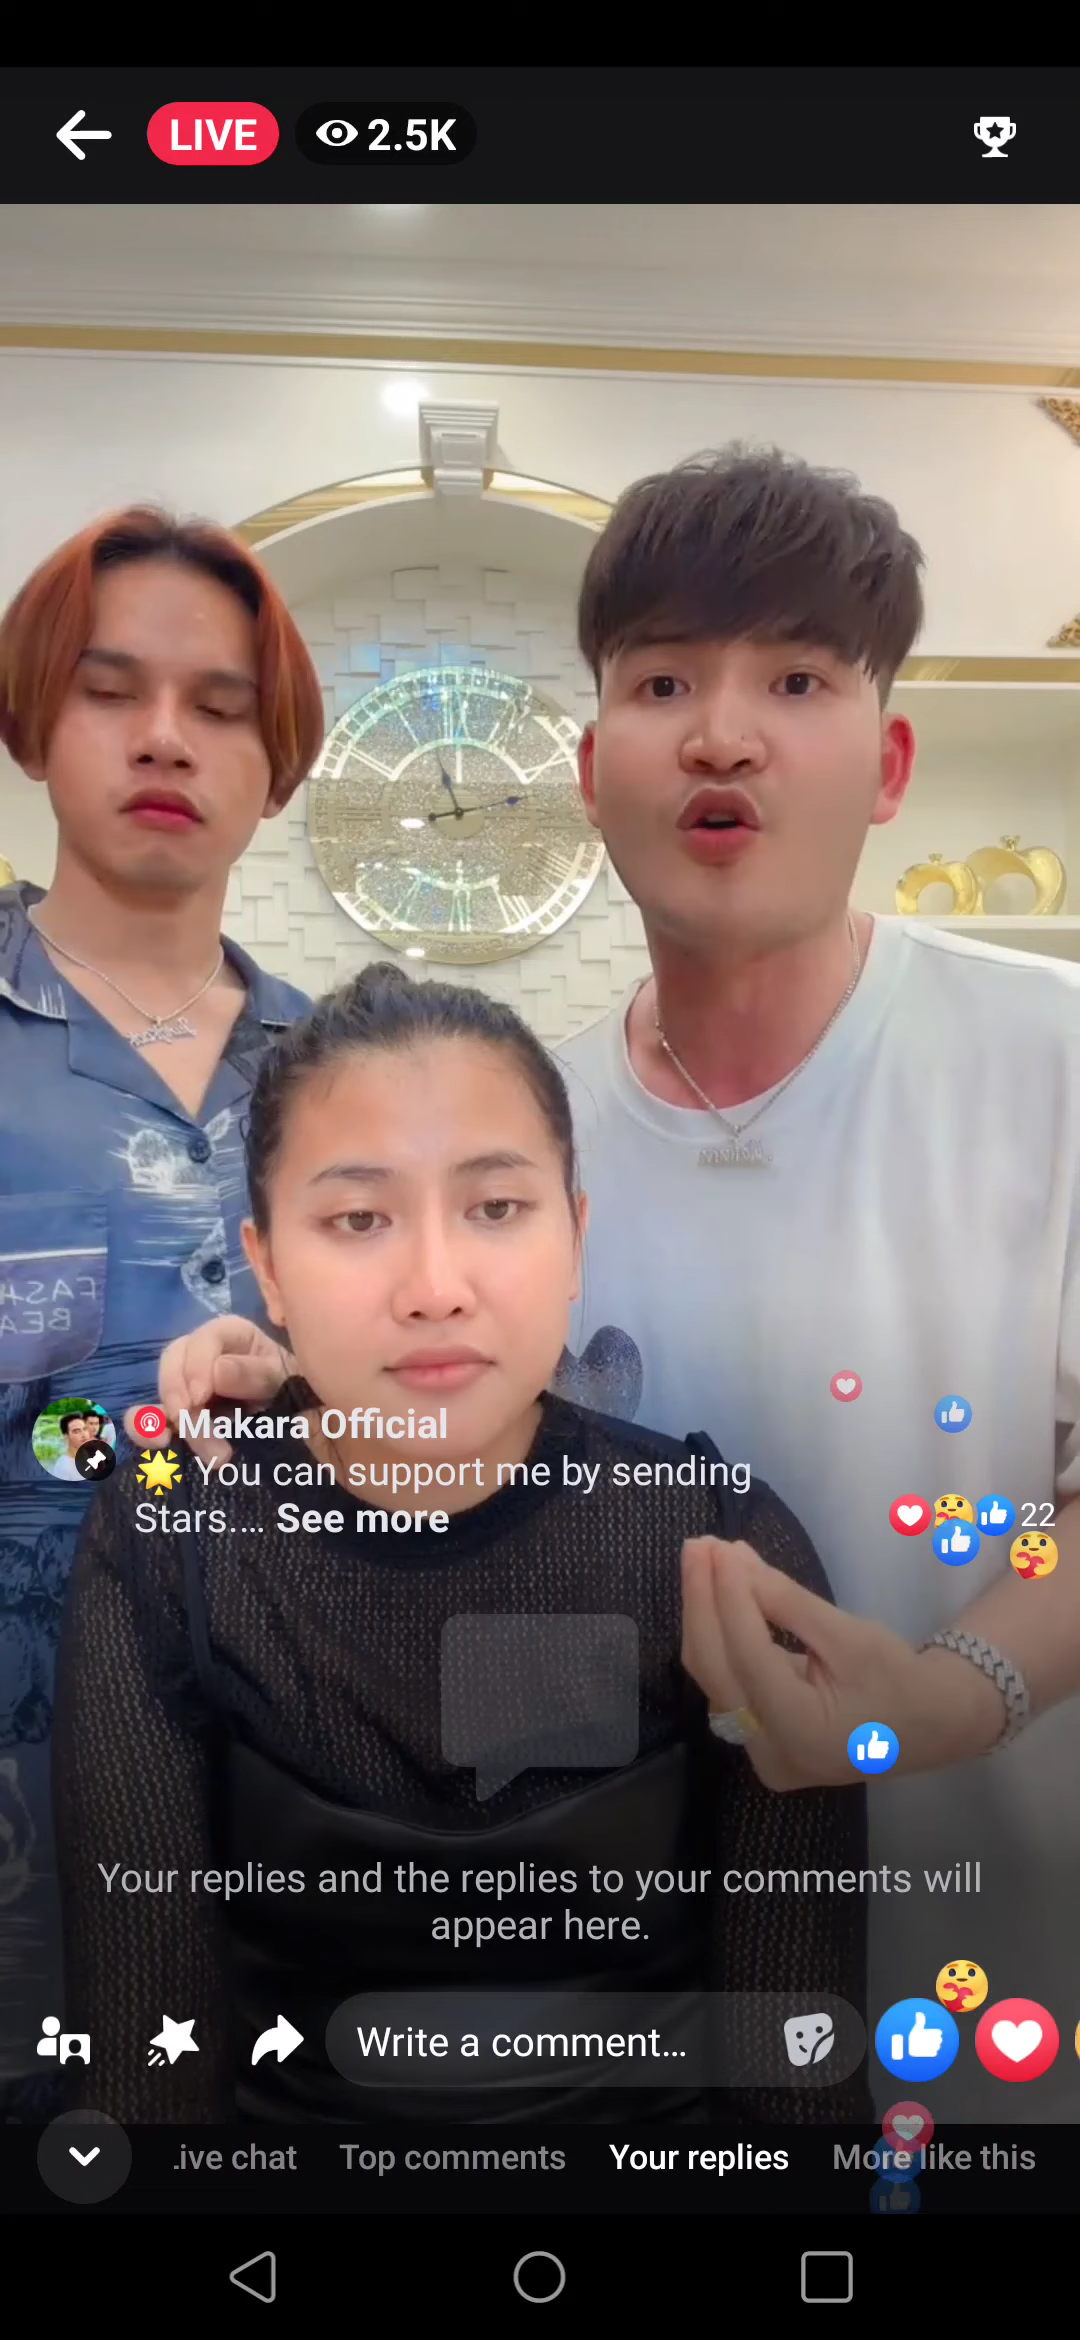 LIVE 2.5K
Makara Official
🌟 You can support me by sending
Stars.... See more
22
Your replies and the replies to your comments will
appear here.
Write a comment...
.ive chat Top comments Your replies More like this